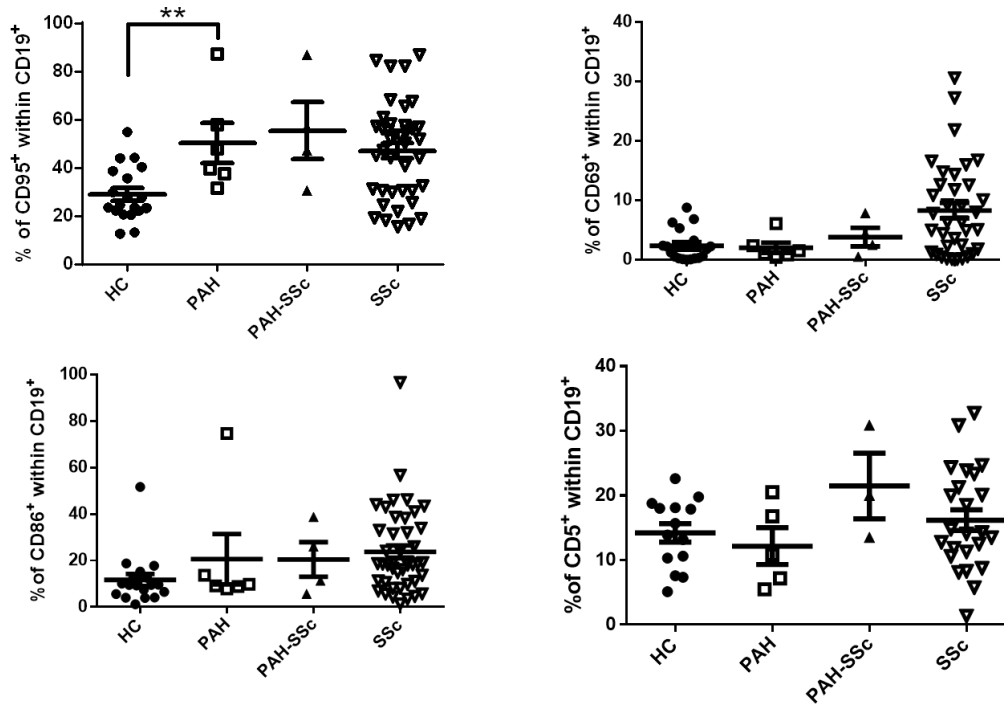 % of CD95+ within CD19+
**
100
80
60
40
20
0
HC
PAH
PAH-SSc
SSc
% of CD69+ within CD19+
40
30
20
10
0
HC
PAH
PAH-SSc
SSc
%of CD86+ within CD19+
100
80
60
40
20
0
HC
PAH
PAH-SSc
SSc
%of CD5+ within CD19+
40
30
20
10
0
HC
PAH
PAH-SSc
SSc